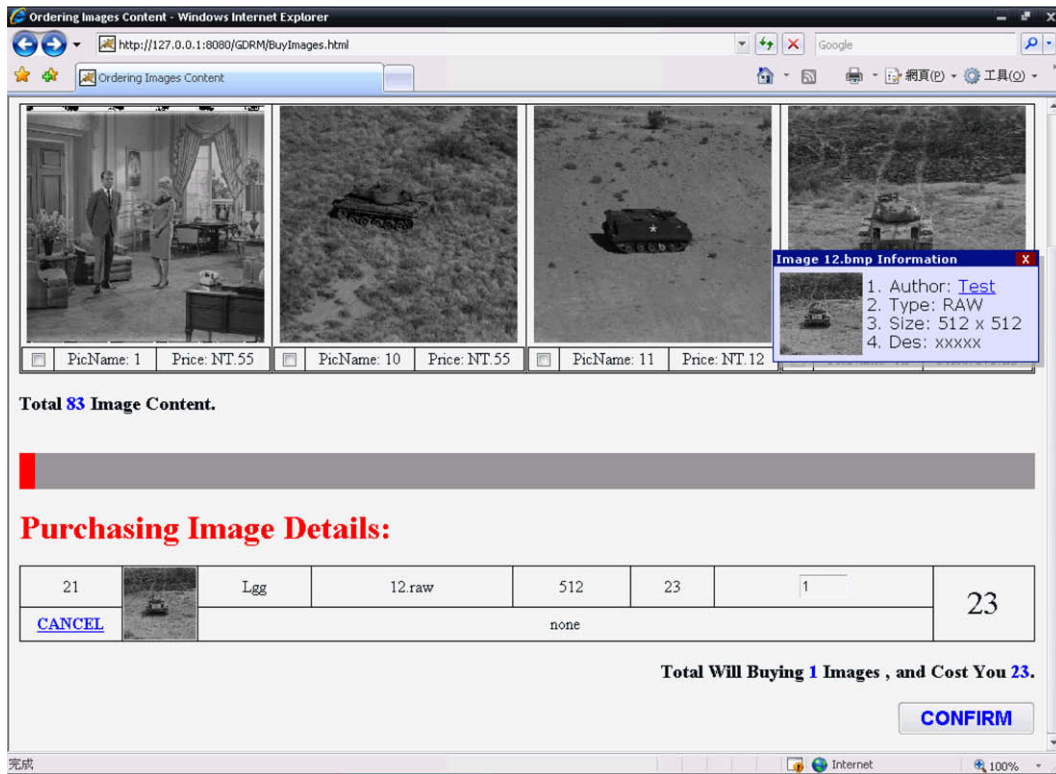 Ordering Images Content - Windows Internet Explorer
http://127.0.0.1:8080/GDRM/BuyImages.html
Google
Ordering Images Content
網頁(P)
工具(O)
Image 12.bmp Information
X
1. Author: Test
2. Type: RAW
3. Size: 512 x 512
4. Des: xxxxx
PicName: 1 Price: NT.55 PicName: 10 Price: NT.55 PicName: 11 Price: NT.12
Total 83 Image Content.
Purchasing Image Details:
21 Lgg 12.raw 512 23 1 23
CANCEL none
Total Will Buying 1 Images , and Cost You 23.
CONFIRM
完成 Internet 100%